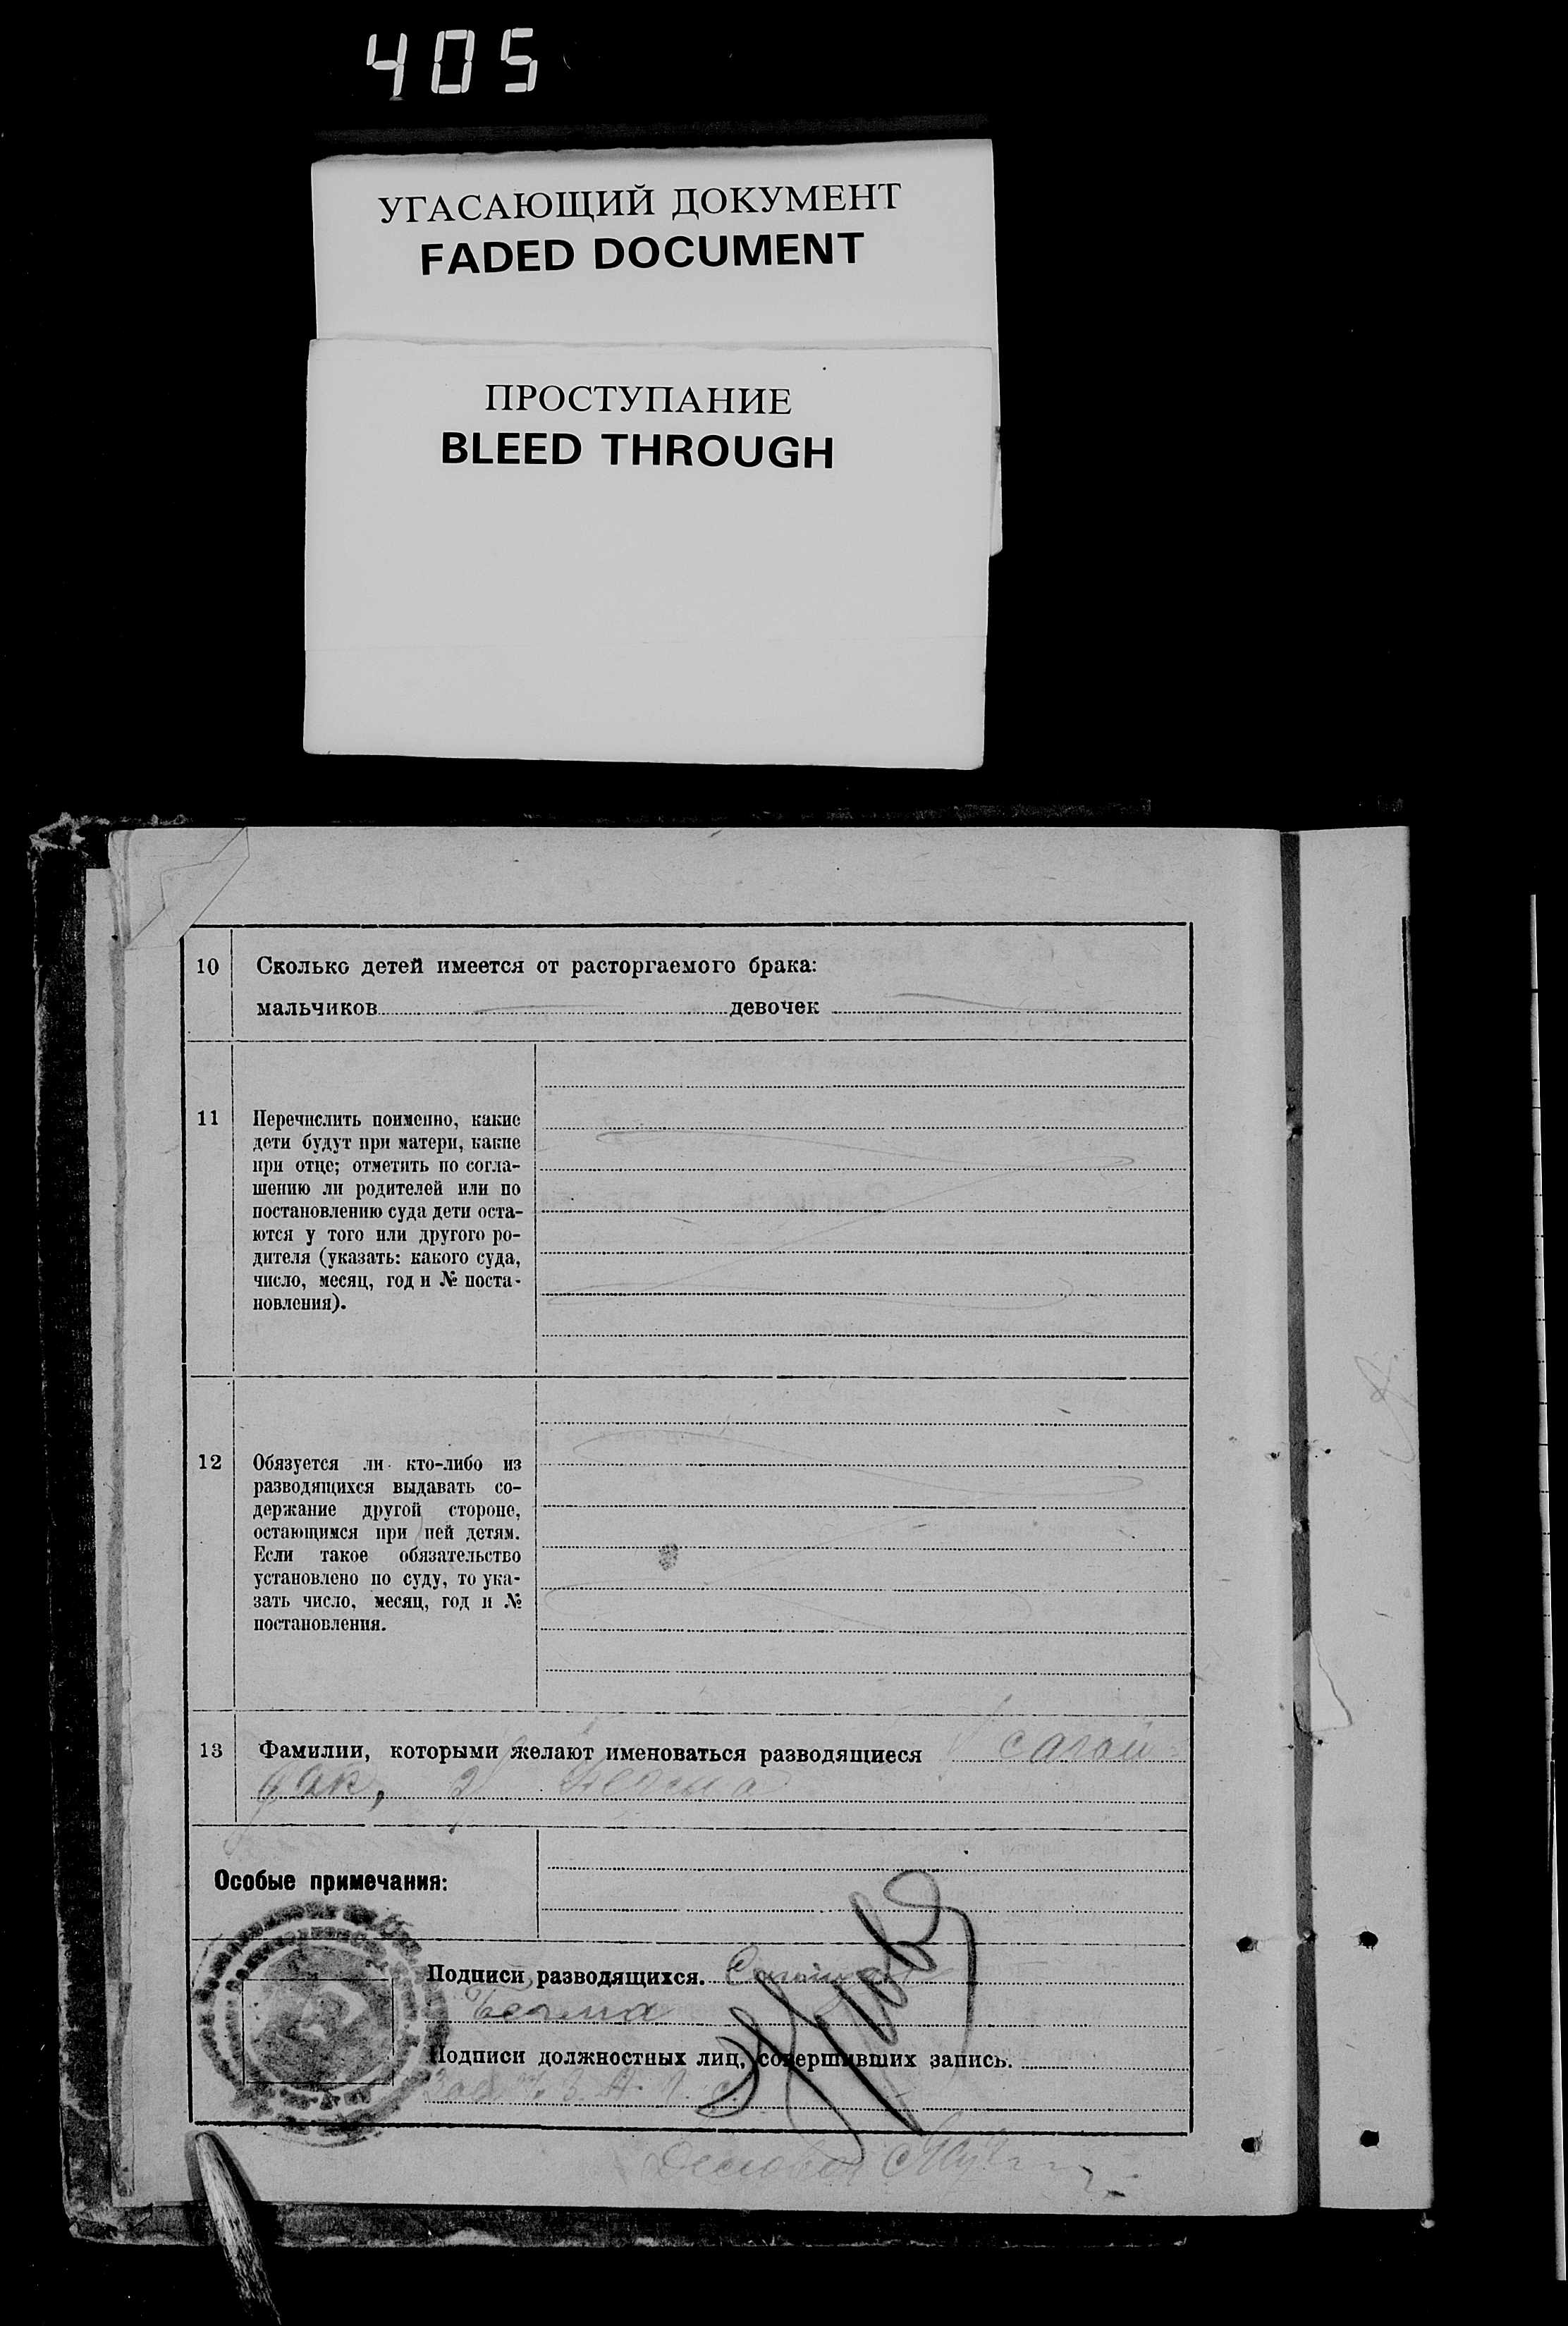 405
УГАСАЮЩИЙ ДОКУМЕНТ
FADED DOCUMENT
ПРОСТУПАНИЕ
BLEED THROUGH
10 Сколько детей имеется от расторгаемого брака:
мальчиков девочек
11 Перечислить поименно, какие
дети будут при матери, какие
при отце; отметить по согла-
шению ли родителей или по
постановлению суда дети оста-
ются у того или другого ро-
дителя (указать: какого суда,
число, месяц, год и № поста-
новления).
12 Обязуется ли кто-либо из
разводящихся выдавать со-
держание другой стороне,
остающимся при ней детям.
Если такое обязательство
установлено по суду, то ука-
зать число, месяц, год и №
постановления.
13 Фамилии, которыми желают именоваться разводящиеся сагай-
дак, 2
Особые примечания:
Подписи разводящихся.
Подписи должностных лиц, совершивших запись.